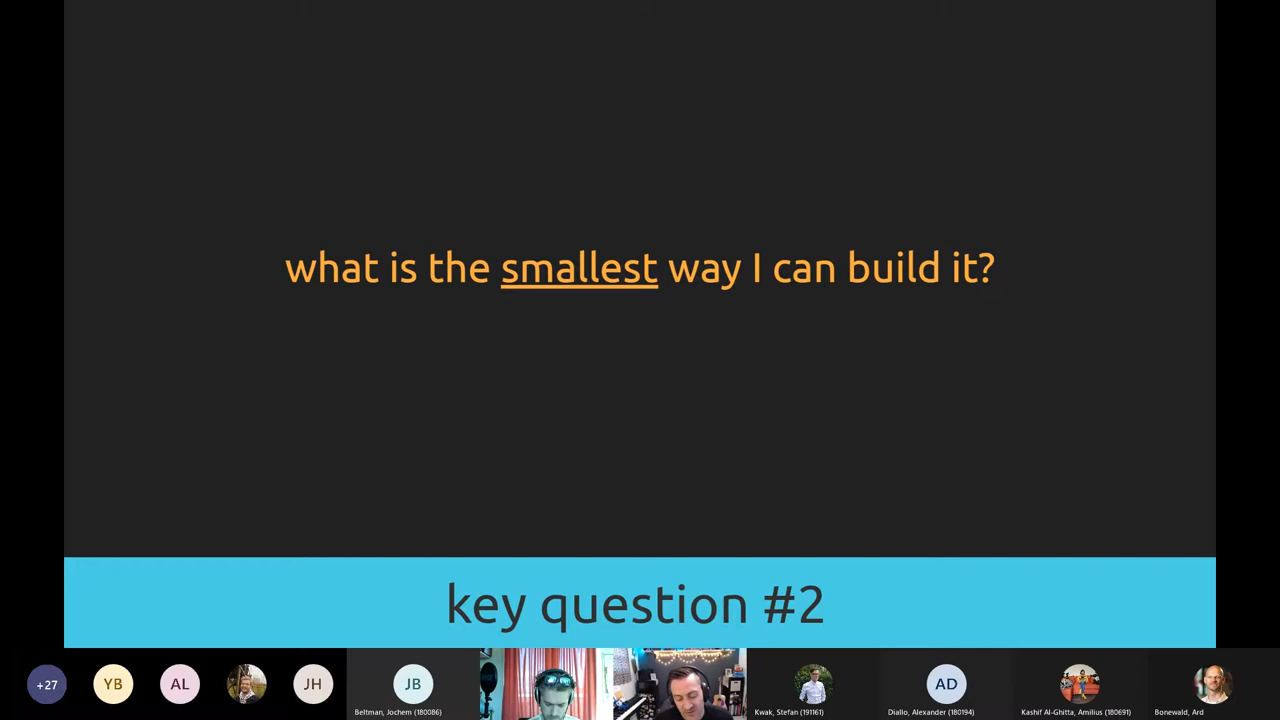 what is the smallest way I can build it?
key question #2
+27
YB
AL
JH
JB
Beltman, Jochem (180086)
Kwak, Stefan (191161)
AD
Diallo, Alexander (180194)
Kashif Al-Ghitta, Amilius (180691)
Bonewald, Ard